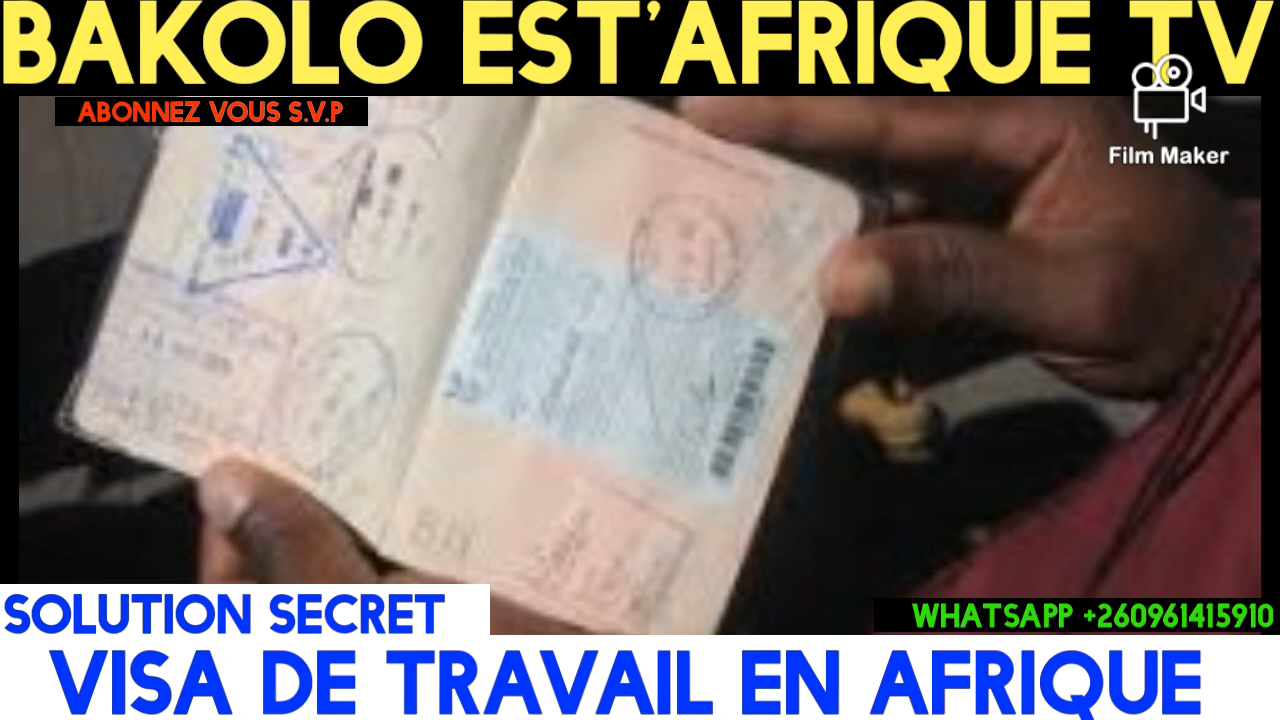 BAKOLO EST'AFRIQUE TV
ABONNEZ VOUS S.V.P
Film Maker
SOLUTION SECRET
WHATSAPP +260961415910
VISA DE TRAVAIL EN AFRIQUE